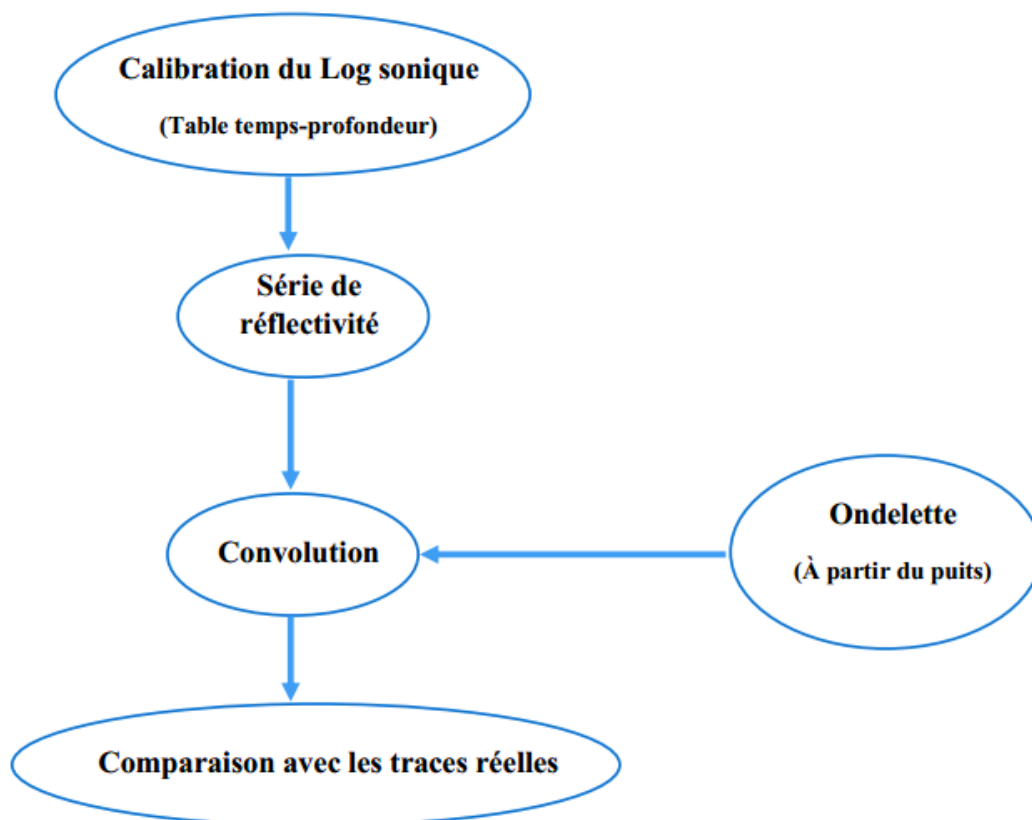 Calibration du Log sonique
(Table temps-profondeur)
Série de
réflectivité
Convolution
Ondelette
(À partir du puits)
Comparaison avec les traces réelles